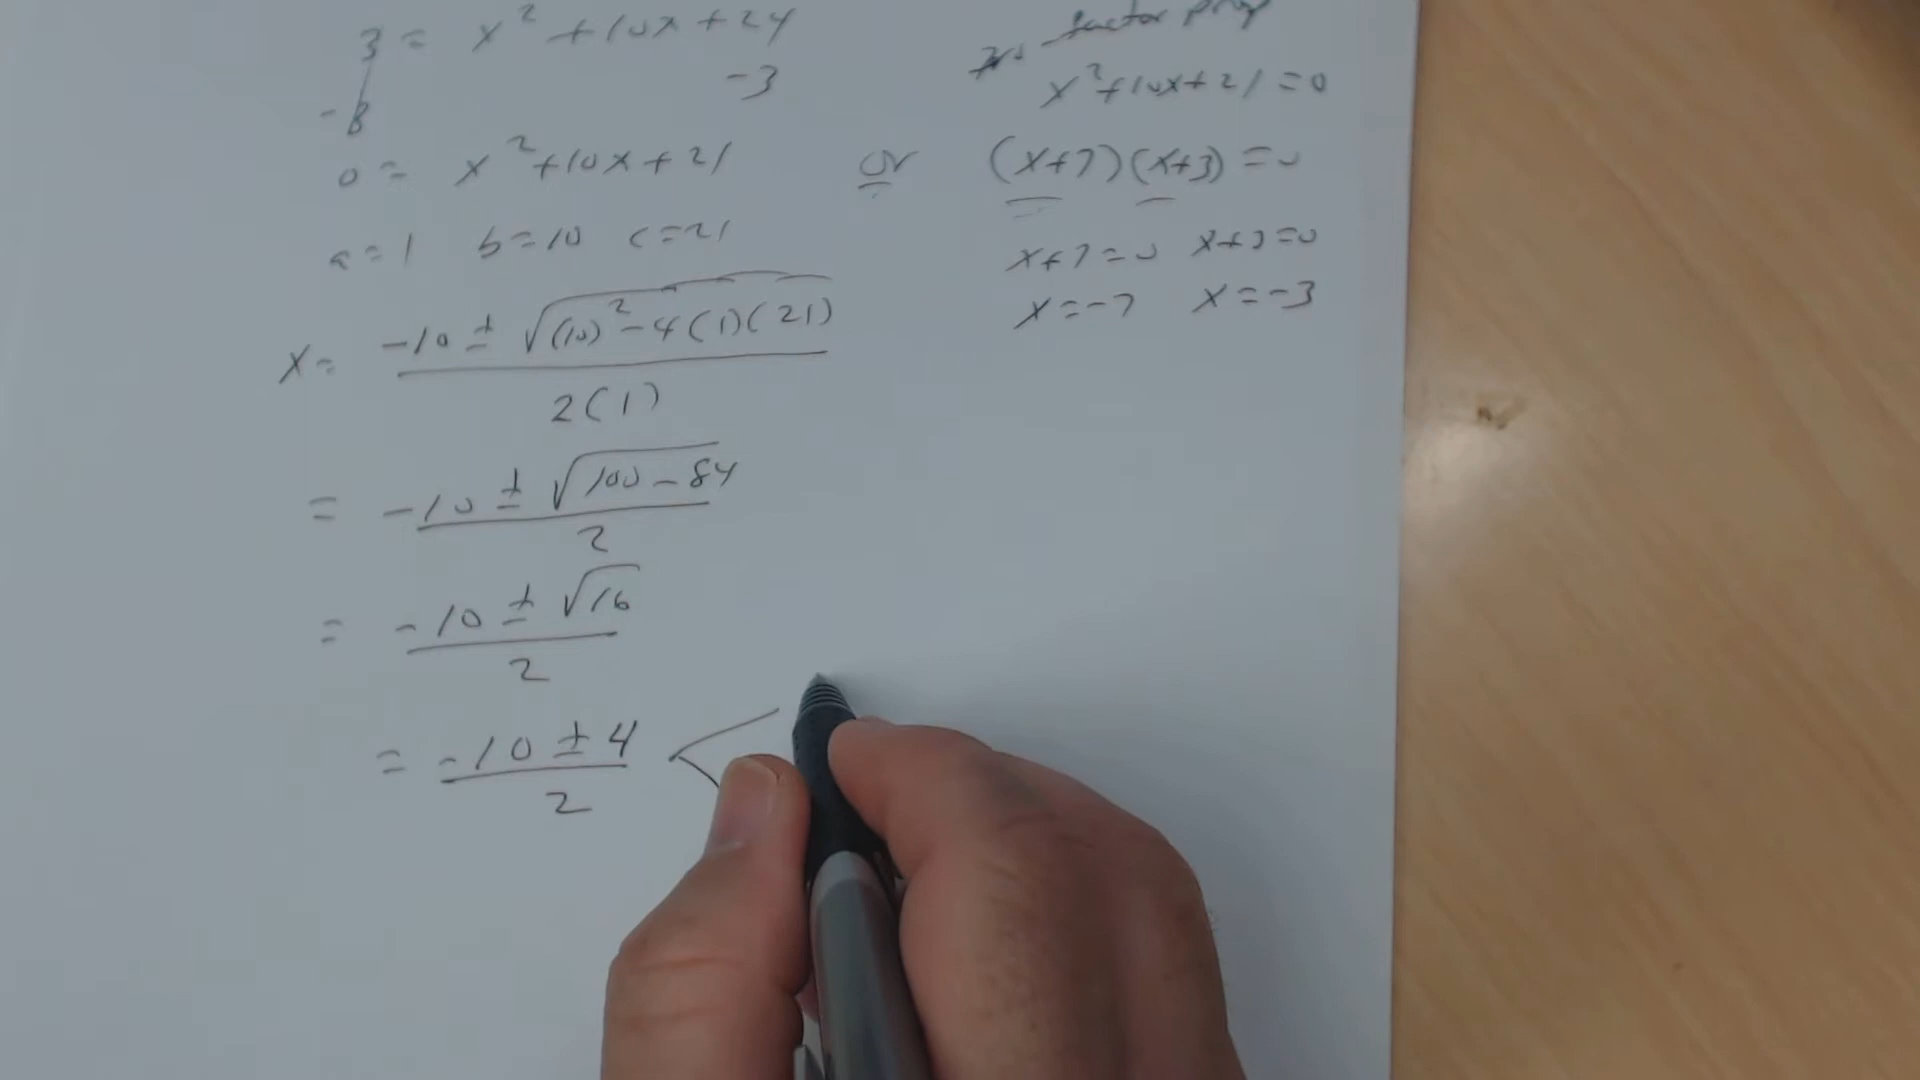 3 = x² + 10x + 24
-3 -3
0 = x² + 10x + 21
a = 1 b = 10 c = 21
x = -10 ± √(10)² - 4(1)(21) / 2(1)
= -10 ± √100 - 84 / 2
= -10 ± √16 / 2
= -10 ± 4 / 2
or
factor prop
x² + 10x + 21 = 0
(x+7)(x+3) = 0
x+7=0 x+3=0
x=-7 x=-3